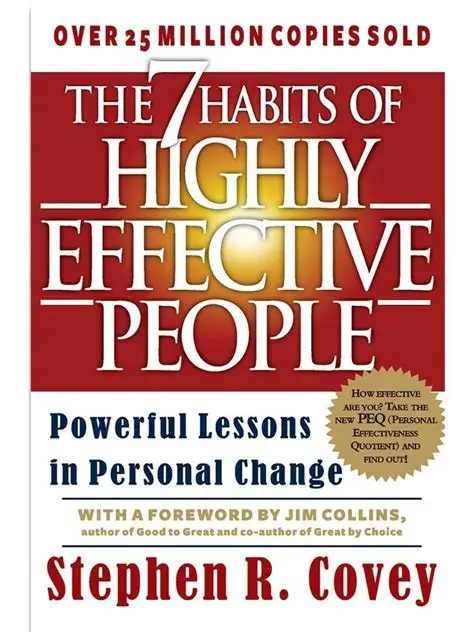 OVER 25 MILLION COPIES SOLD
THE 7 HABITS OF
HIGHLY
EFFECTIVE
PEOPLE
HOW EFFECTIVE
ARE YOU? TAKE THE
NEW PEQ (PERSONAL
EFFECTIVENESS
QUOTIENT) AND
FIND OUT!
Powerful Lessons
in Personal Change
WITH A FOREWORD BY JIM COLLINS,
author of Good to Great and co-author of Great by Choice
Stephen R. Covey